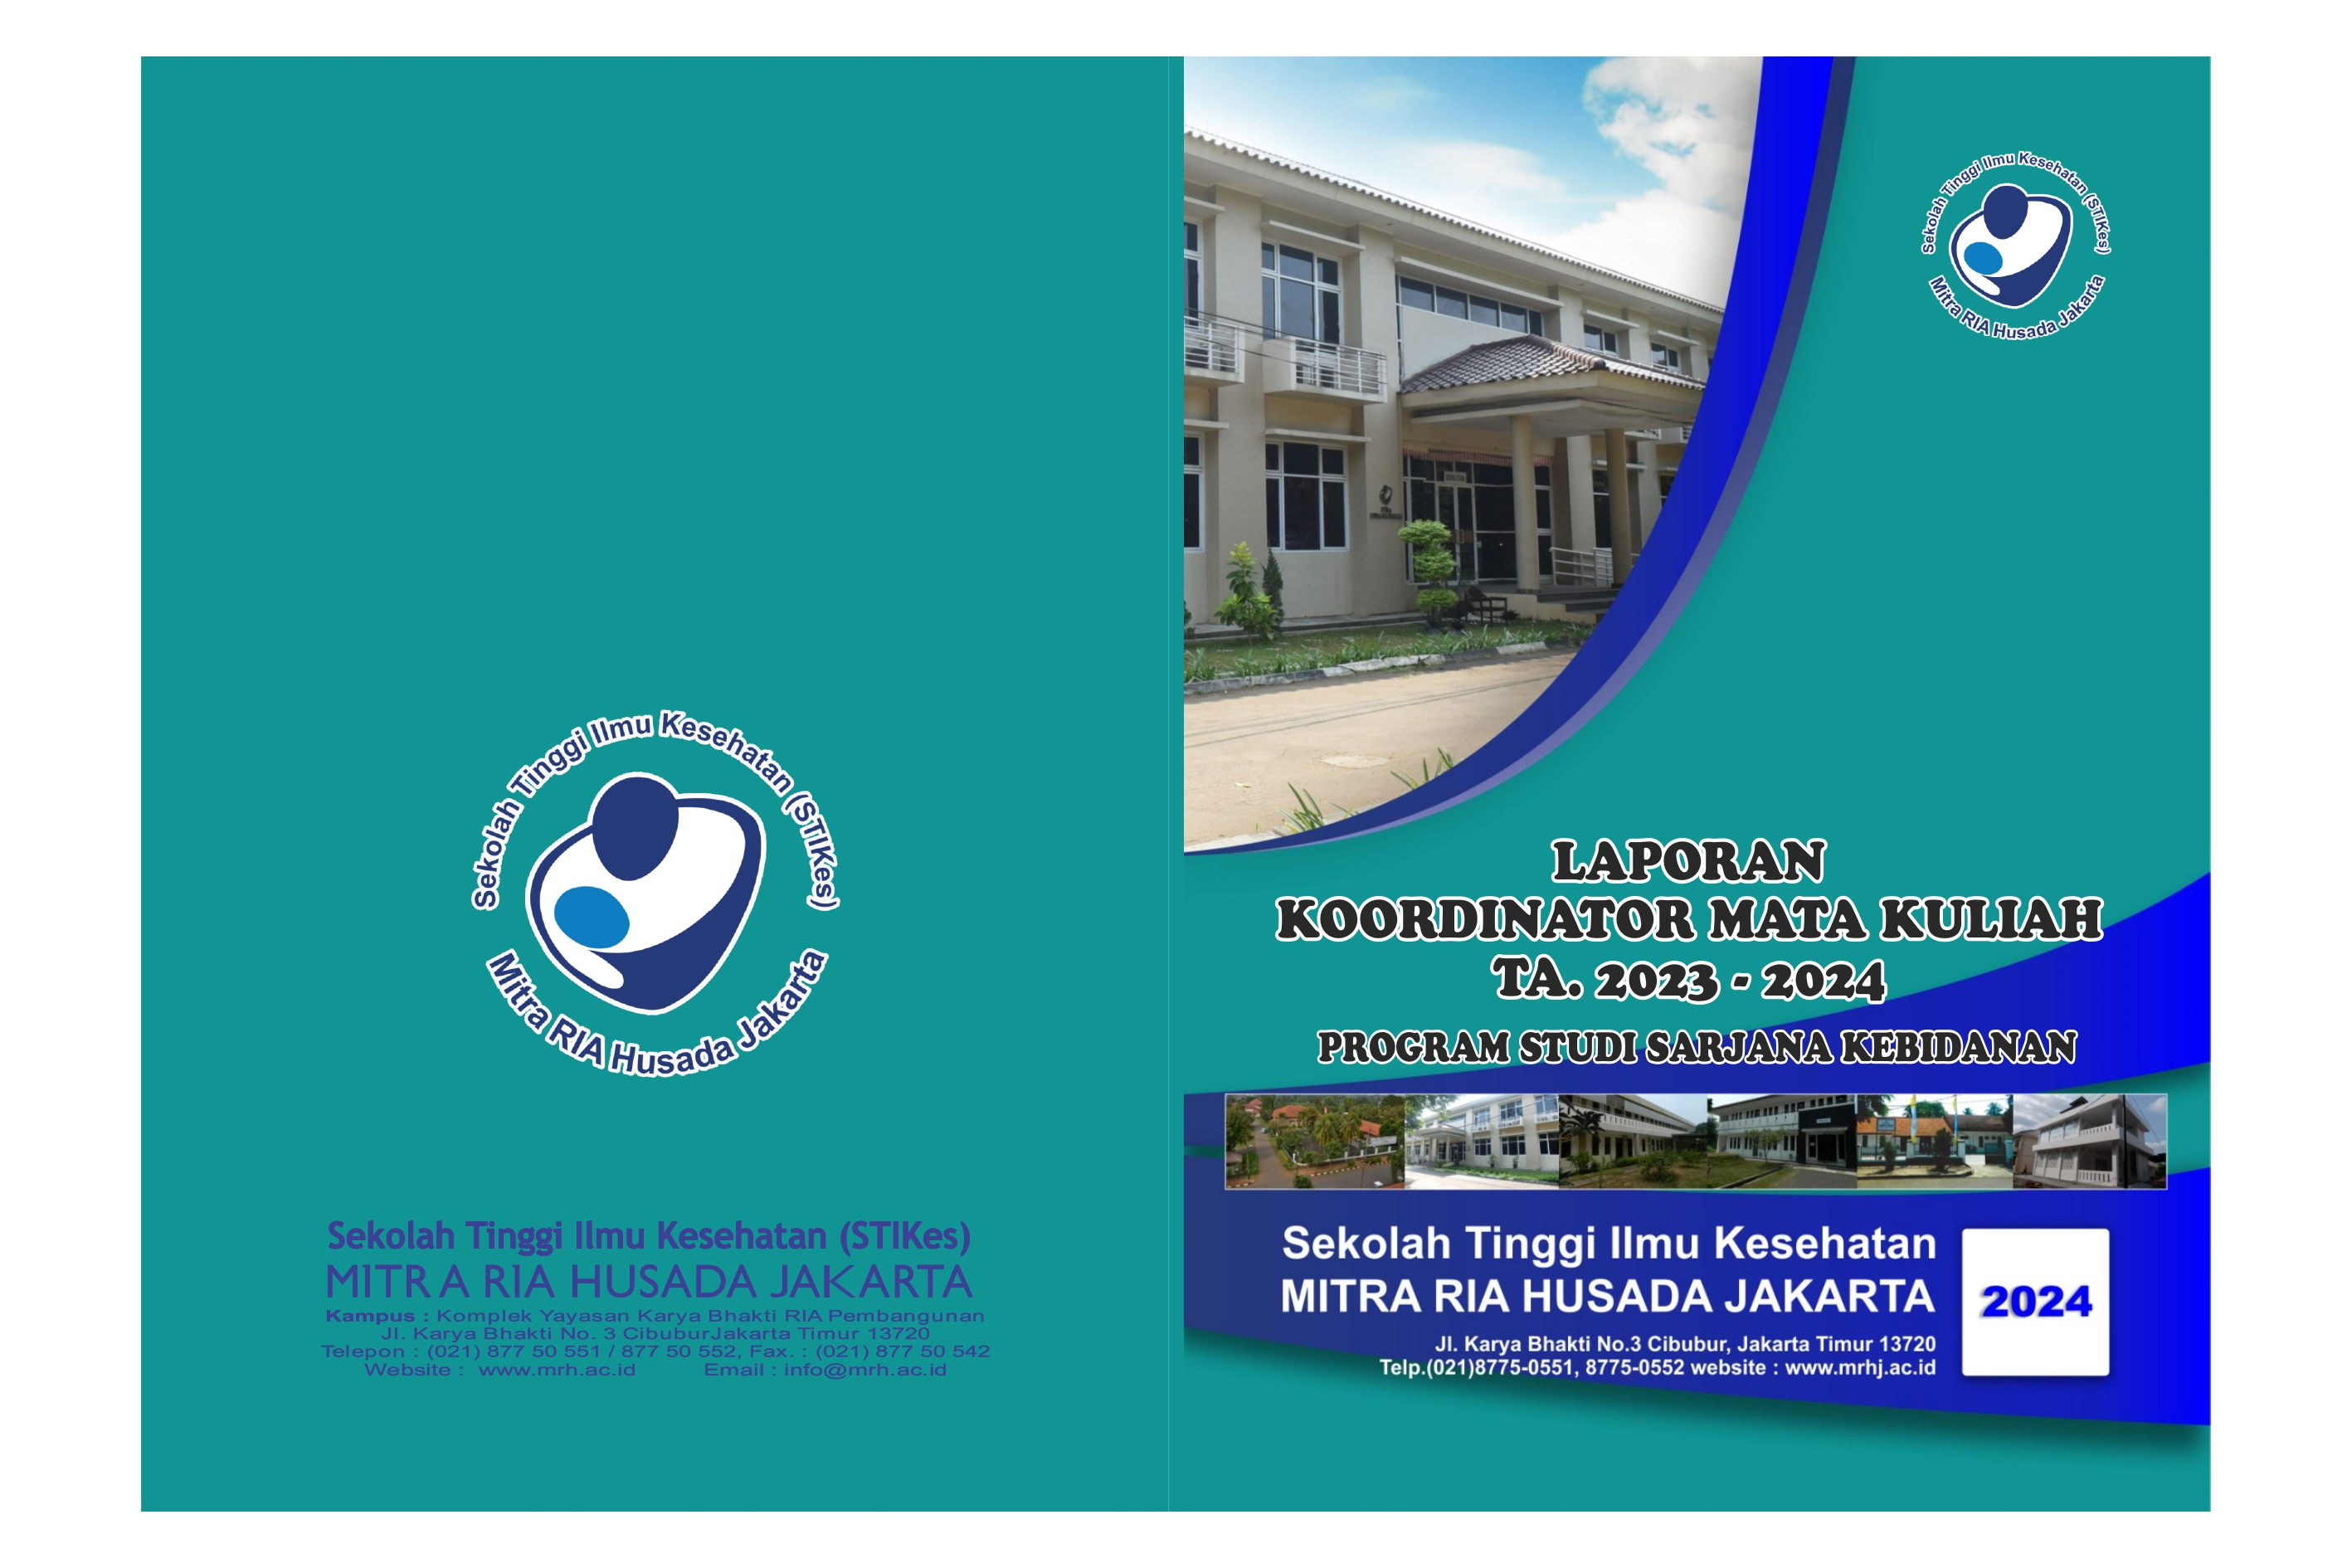 Sekolah Tinggi Ilmu Kesehatan (STIKes)
Mitra RIA Husada Jakarta
Sekolah Tinggi Ilmu Kesehatan (STIKes)
MITRA RIA HUSADA JAKARTA
Kampus : Komplek Yayasan Karya Bhakti RIA Pembangunan
Jl. Karya Bhakti No. 3 CibuburJakarta Timur 13720
Telepon : (021) 877 50 551 / 877 50 552, Fax. : (021) 877 50 542
Website : www.mrh.ac.id Email : info@mrh.ac.id
Sekolah Tinggi Ilmu Kesehatan (STIKes)
Mitra RIA Husada Jakarta
LAPORAN
KOORDINATOR MATA KULIAH
TA. 2023 - 2024
PROGRAM STUDI SARJANA KEBIDANAN
Sekolah Tinggi Ilmu Kesehatan
MITRA RIA HUSADA JAKARTA
2024
Jl. Karya Bhakti No.3 Cibubur, Jakarta Timur 13720
Telp.(021)8775-0551, 8775-0552 website : www.mrhj.ac.id